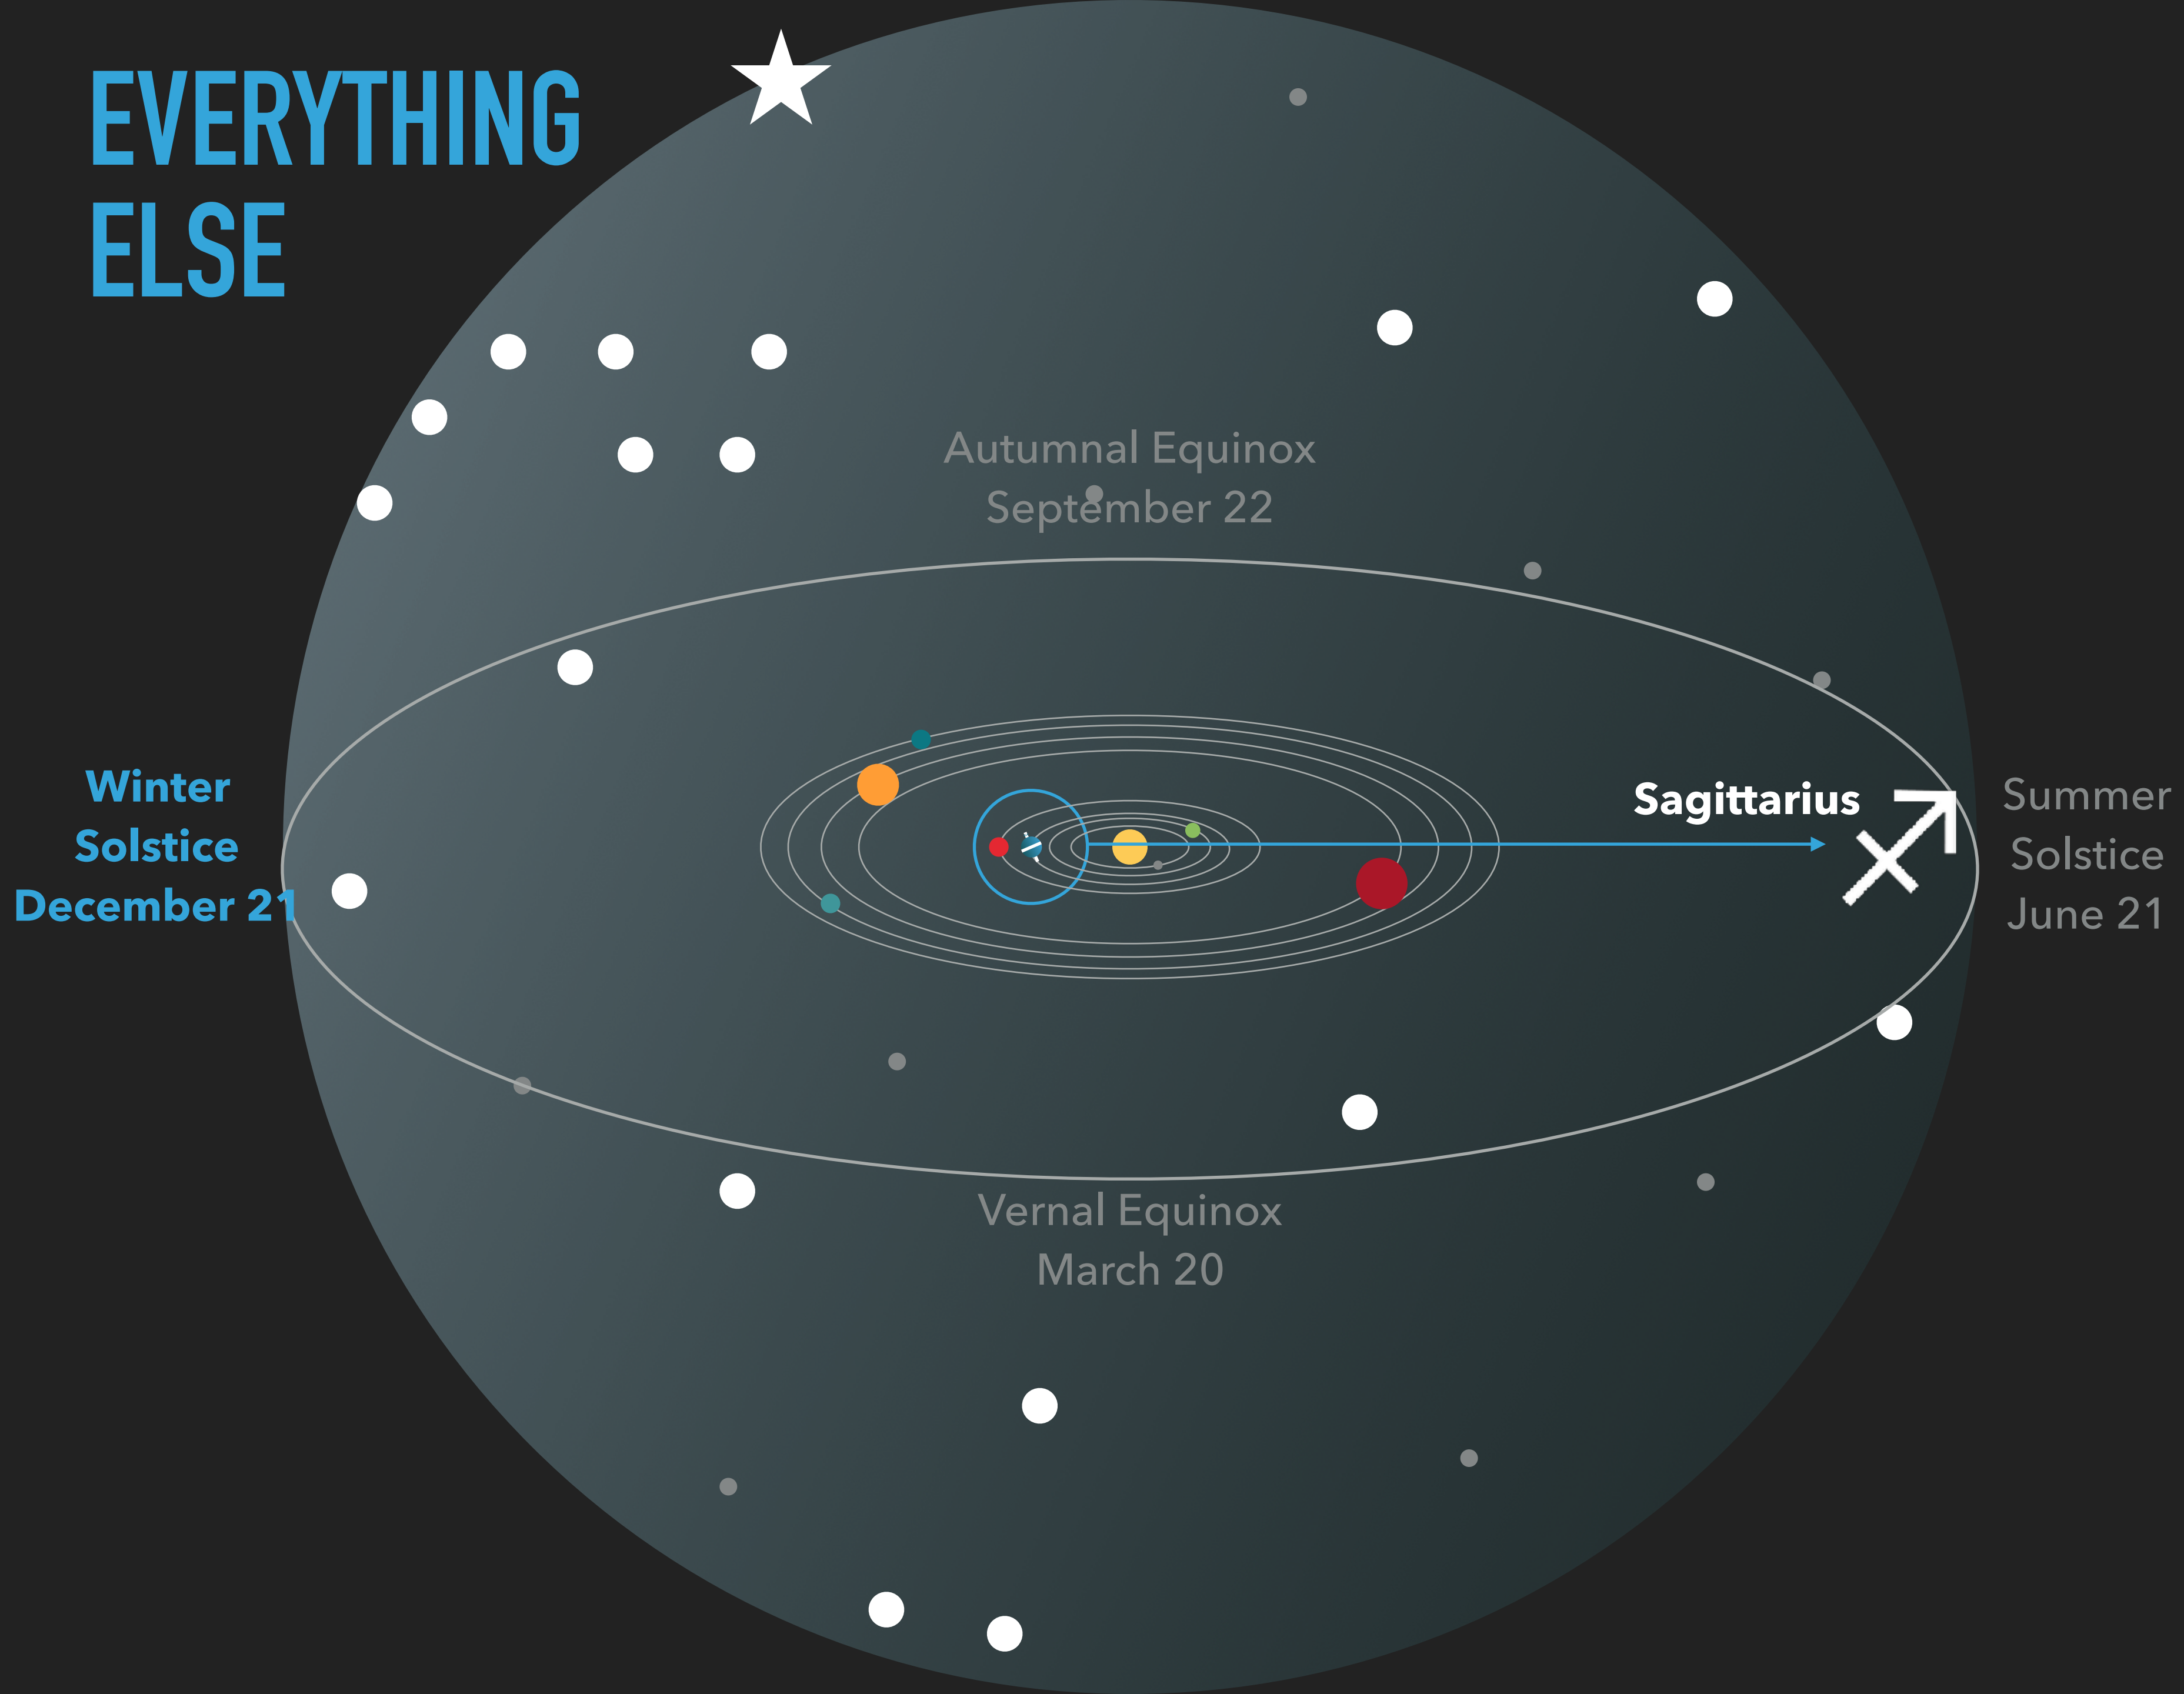 EVERYTHING
ELSE
Autumnal Equinox
September 22
Winter
Solstice
December 21
Sagittarius
Summer
Solstice
June 21
Vernal Equinox
March 20